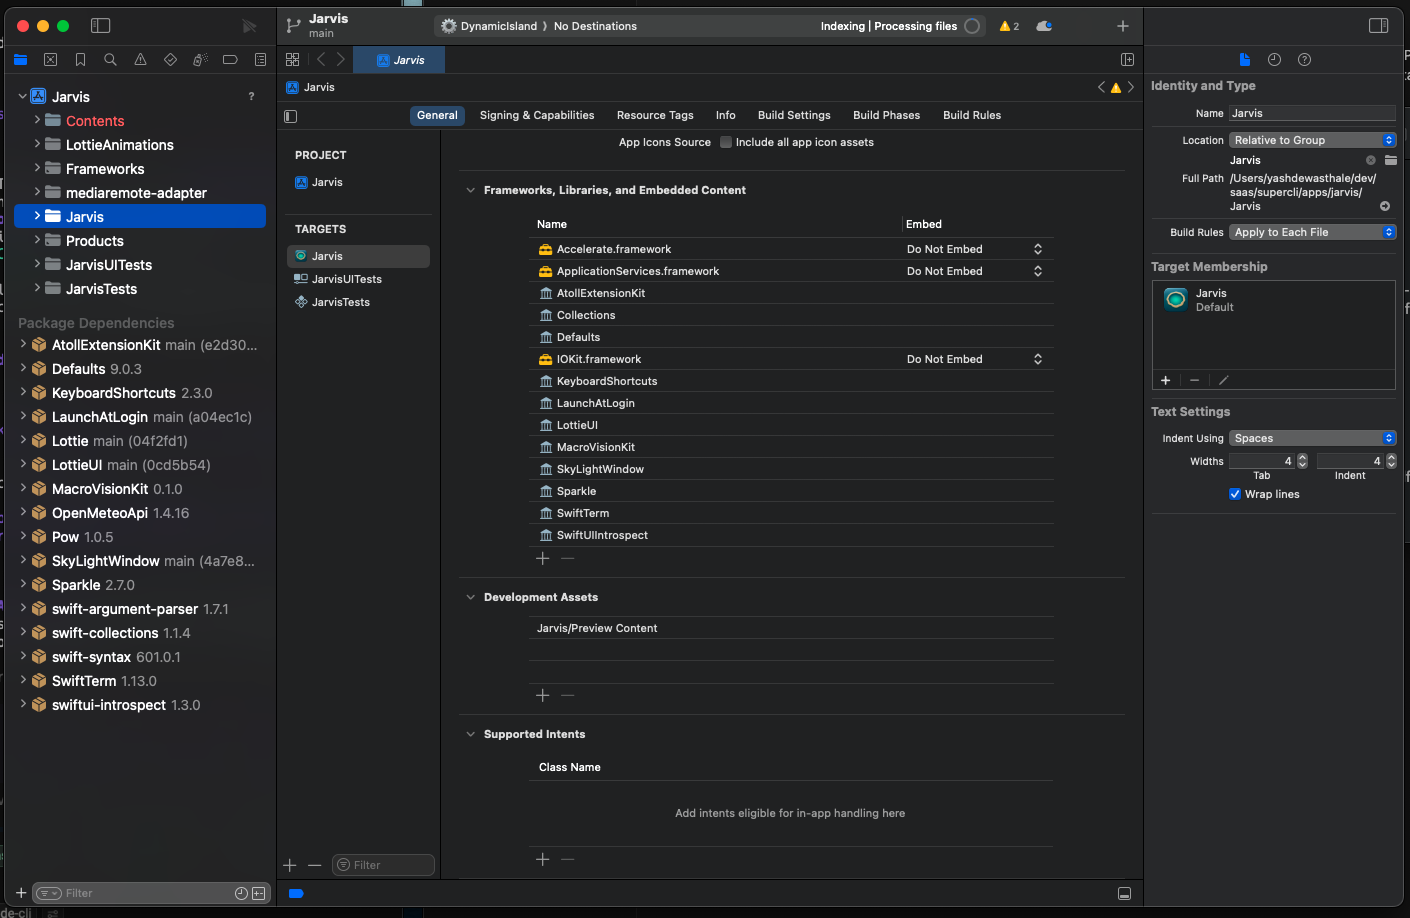 Jarvis
main
DynamicIsland
No Destinations
Indexing | Processing files
2
Jarvis
Jarvis
?
Contents
LottieAnimations
Frameworks
mediaremote-adapter
Jarvis
Products
JarvisUITests
JarvisTests
Package Dependencies
AtollExtensionKit main (e2d30...
Defaults 9.0.3
KeyboardShortcuts 2.3.0
LaunchAtLogin main (a04ec1c)
Lottie main (04f2fd1)
LottieUI main (0cd5b54)
MacroVisionKit 0.1.0
OpenMeteoApi 1.4.16
Pow 1.0.5
SkyLightWindow main (4a7e8...
Sparkle 2.7.0
swift-argument-parser 1.7.1
swift-collections 1.1.4
swift-syntax 601.0.1
SwiftTerm 1.13.0
swiftui-introspect 1.3.0
Filter
Jarvis
General
Signing & Capabilities
Resource Tags
Info
Build Settings
Build Phases
Build Rules
PROJECT
Jarvis
TARGETS
Jarvis
JarvisUITests
JarvisTests
Filter
App Icons Source
Include all app icon assets
Frameworks, Libraries, and Embedded Content
Name
Embed
Accelerate.framework
Do Not Embed
ApplicationServices.framework
Do Not Embed
AtollExtensionKit
Collections
Defaults
IOKit.framework
Do Not Embed
KeyboardShortcuts
LaunchAtLogin
LottieUI
MacroVisionKit
SkyLightWindow
Sparkle
SwiftTerm
SwiftUIIntrospect
Development Assets
Jarvis/Preview Content
Supported Intents
Class Name
Add intents eligible for in-app handling here
Identity and Type
Name
Jarvis
Location
Relative to Group
Jarvis
Full Path
/Users/yashdewasthale/dev/
saas/supercli/apps/jarvis/
Jarvis
Build Rules
Apply to Each File
Target Membership
Jarvis
Default
Text Settings
Indent Using
Spaces
Widths
4
4
Tab
Indent
Wrap lines
de-cli